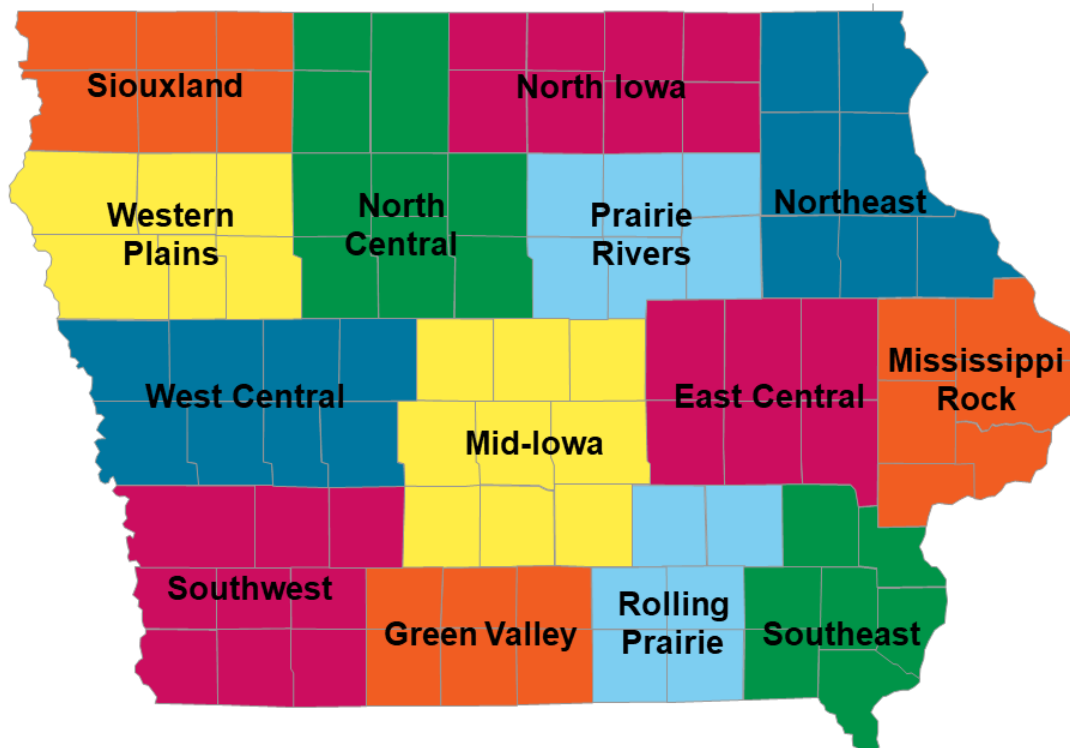 Siouxland
North Iowa
Western
Plains
North
Central
Prairie
Rivers
Northeast
West Central
Mid-Iowa
East Central
Mississippi
Rock
Southwest
Green Valley
Rolling
Prairie
Southeast